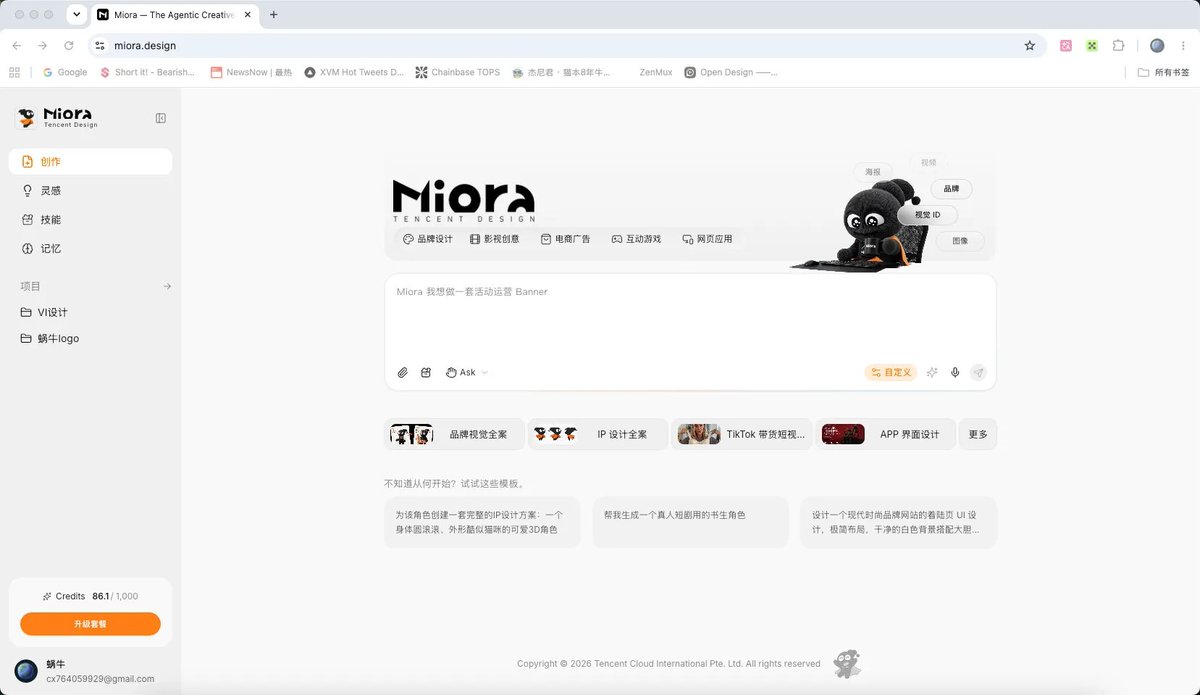 Miora — The Agentic Creative
miora.design
Google
Short it! - Bearish...
NewsNow | 最热
XVM Hot Tweets D...
Chainbase TOPS
杰尼君 · 猫本8年牛...
ZenMux
Open Design ——...
所有书签
Miora
Tencent Design
创作
灵感
技能
记忆
项目
VI设计
蜗牛logo
Credits 86.1 / 1,000
升级套餐
蜗牛
cx764059929@gmail.com
Miora
TENCENT DESIGN
品牌设计
影视创意
电商广告
互动游戏
网页应用
海报
视频
品牌
视觉 ID
图像
Miora
Miora 我想做一套活动运营 Banner
Ask
自定义
品牌视觉全案
IP 设计全案
TikTok 带货短视...
APP 界面设计
更多
不知道从何开始？试试这些模板。
为该角色创建一套完整的IP设计方案：一个
身体圆滚滚、外形酷似猫咪的可爱3D角色
帮我生成一个真人短剧用的书生角色
设计一个现代时尚品牌网站的着陆页 UI 设
计，极简布局，干净的白色背景搭配大胆...
Copyright © 2026 Tencent Cloud International Pte. Ltd. All rights reserved